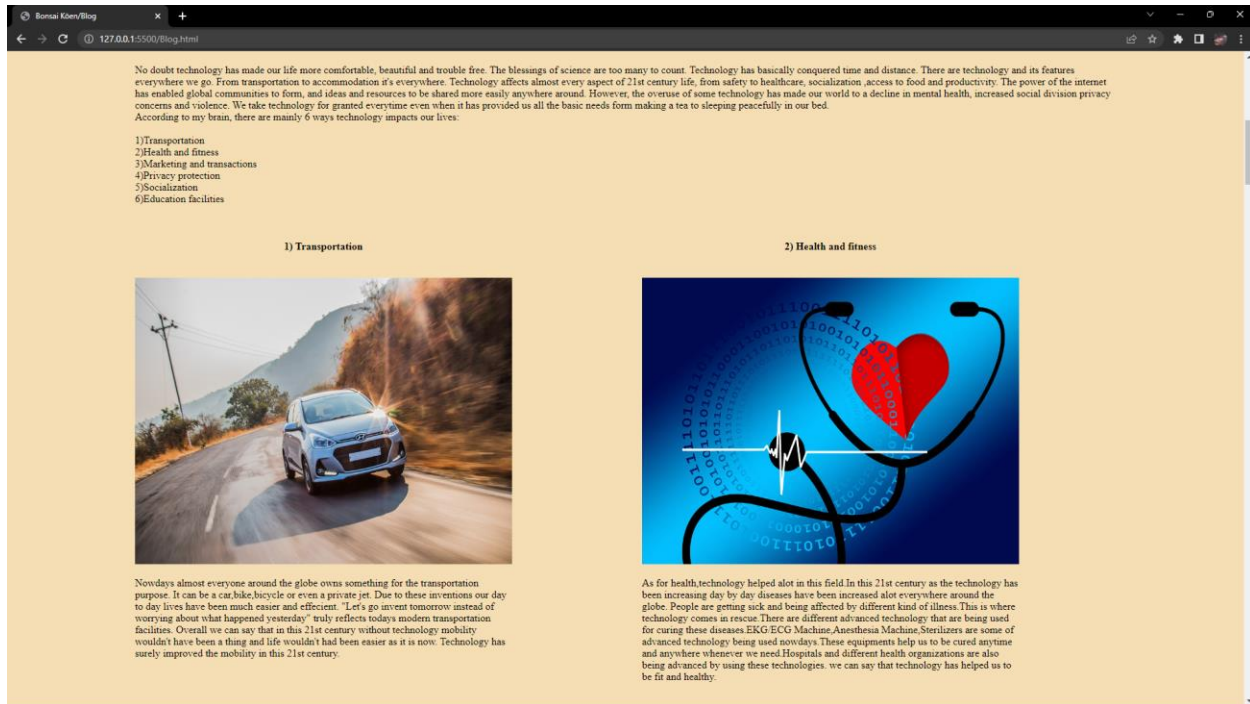 Bonsai Köen/Blog
127.0.0.1:5500/Blog.html
No doubt technology has made our life more comfortable, beautiful and trouble free. The blessings of science are too many to count. Technology has basically conquered time and distance. There are technology and its features
everywhere we go. From transportation to accommodation it's everywhere. Technology affects almost every aspect of 21st century life, from safety to healthcare, socialization ,access to food and productivity. The power of the internet
has enabled global communities to form, and ideas and resources to be shared more easily anywhere around. However, the overuse of some technology has made our world to a decline in mental health, increased social division privacy
concerns and violence. We take technology for granted everytime even when it has provided us all the basic needs form making a tea to sleeping peacefully in our bed.
According to my brain, there are mainly 6 ways technology impacts our lives:
1)Transportation
2)Health and fitness
3)Marketing and transactions
4)Privacy protection
5)Socialization
6)Education facilities
1) Transportation
Nowdays almost everyone around the globe owns something for the transportation
purpose. It can be a car,bike,bicycle or even a private jet. Due to these inventions our day
to day lives have been much easier and effecient. "Let's go invent tomorrow instead of
worrying about what happened yesterday" truly reflects todays modern transportation
facilities. Overall we can say that in this 21st century without technology mobility
wouldn't have been a thing and life wouldn't had been easier as it is now. Technology has
surely improved the mobility in this 21st century.
2) Health and fitness
As for health,technology helped alot in this field.In this 21st century as the technology has
been increasing day by day diseases have been increased alot everywhere around the
globe. People are getting sick and being affected by different kind of illness.This is where
technology comes in rescue.There are different advanced technology that are being used
for curing these diseases.EKG/ECG Machine,Anesthesia Machine,Sterilizers are some of
advanced technology being used nowdays.These equipments help us to be cured anytime
and anywhere whenever we need.Hospitals and different health organizations are also
being advanced by using these technologies. we can say that technology has helped us to
be fit and healthy.